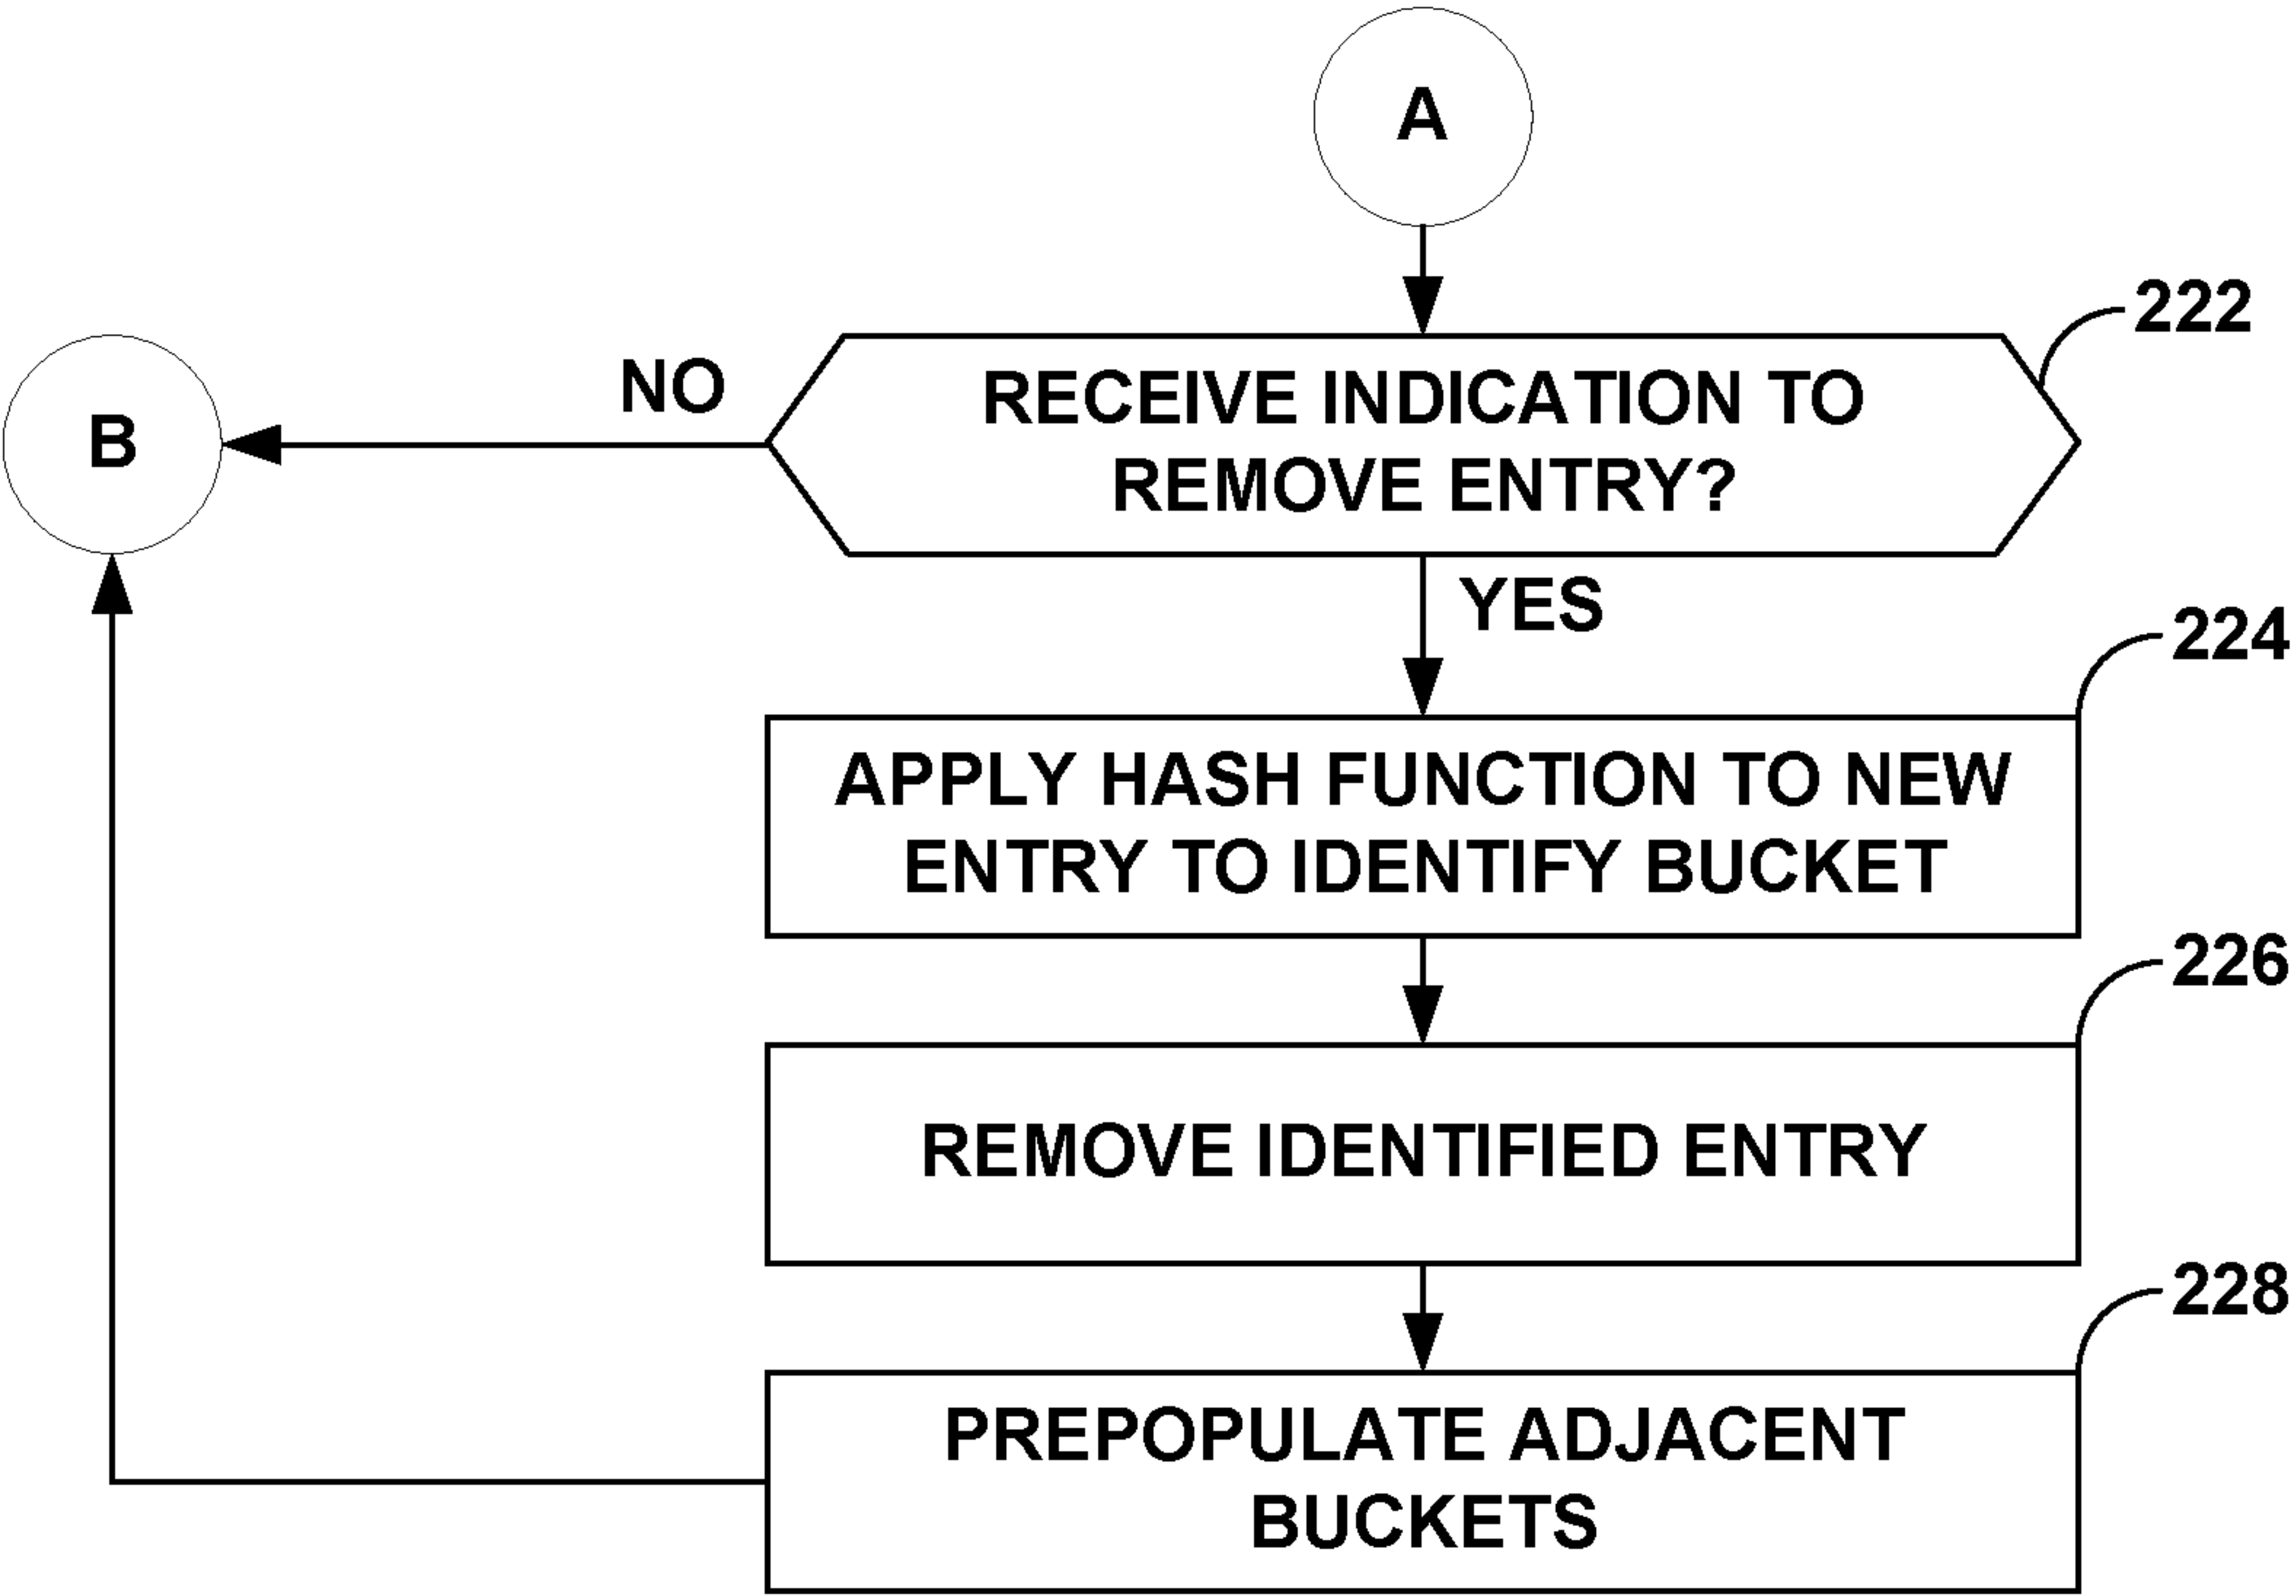 A
222
RECEIVE INDICATION TO
REMOVE ENTRY?
NO
B
YES
224
APPLY HASH FUNCTION TO NEW
ENTRY TO IDENTIFY BUCKET
226
REMOVE IDENTIFIED ENTRY
228
PREPOPULATE ADJACENT
BUCKETS